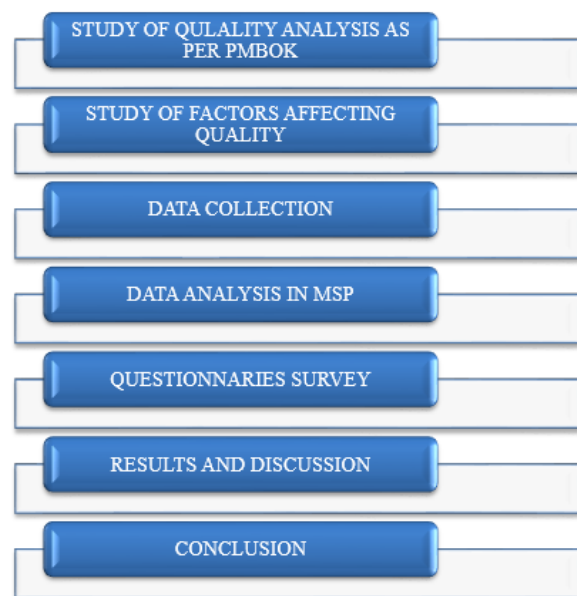 STUDY OF QULALITY ANALYSIS AS
PER PMBOK
STUDY OF FACTORS AFFECTING
QUALITY
DATA COLLECTION
DATA ANALYSIS IN MSP
QUESTIONNARIES SURVEY
RESULTS AND DISCUSSION
CONCLUSION